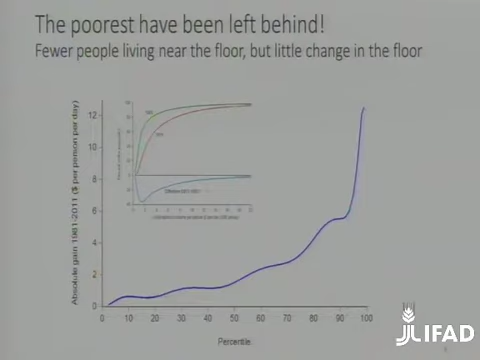 The poorest have been left behind!
Fewer people living near the floor, but little change in the floor
Absolute gain 1981-2011 ($ per person per day)
12
10
8
6
4
2
0
0 10 20 30 40 50 60 70 80 90 100
Percentile
IFAD